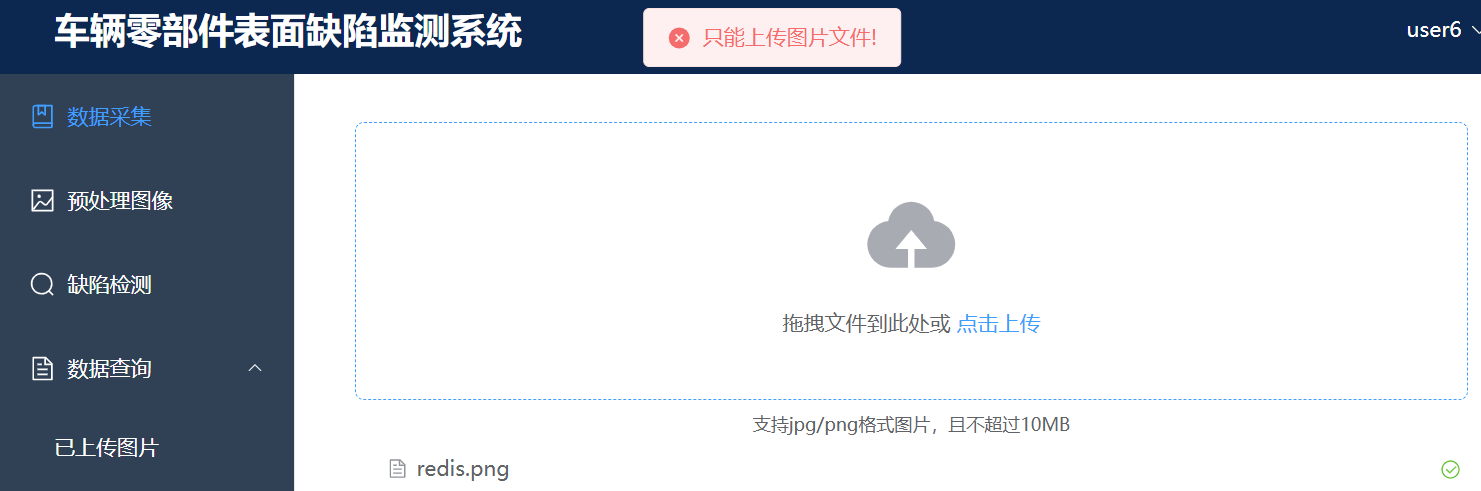 车辆零部件表面缺陷监测系统
只能上传图片文件!
user6
数据采集
预处理图像
缺陷检测
数据查询
已上传图片
拖拽文件到此处或 点击上传
支持jpg/png格式图片，且不超过10MB
redis.png